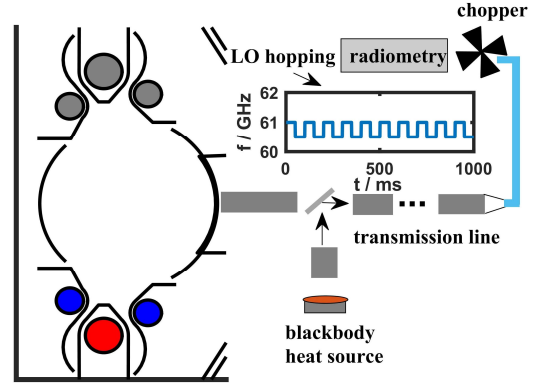 chopper
LO hopping
radiometry
62
61
60
f / GHz
0
500
1000
t / ms
transmission line
blackbody
heat source